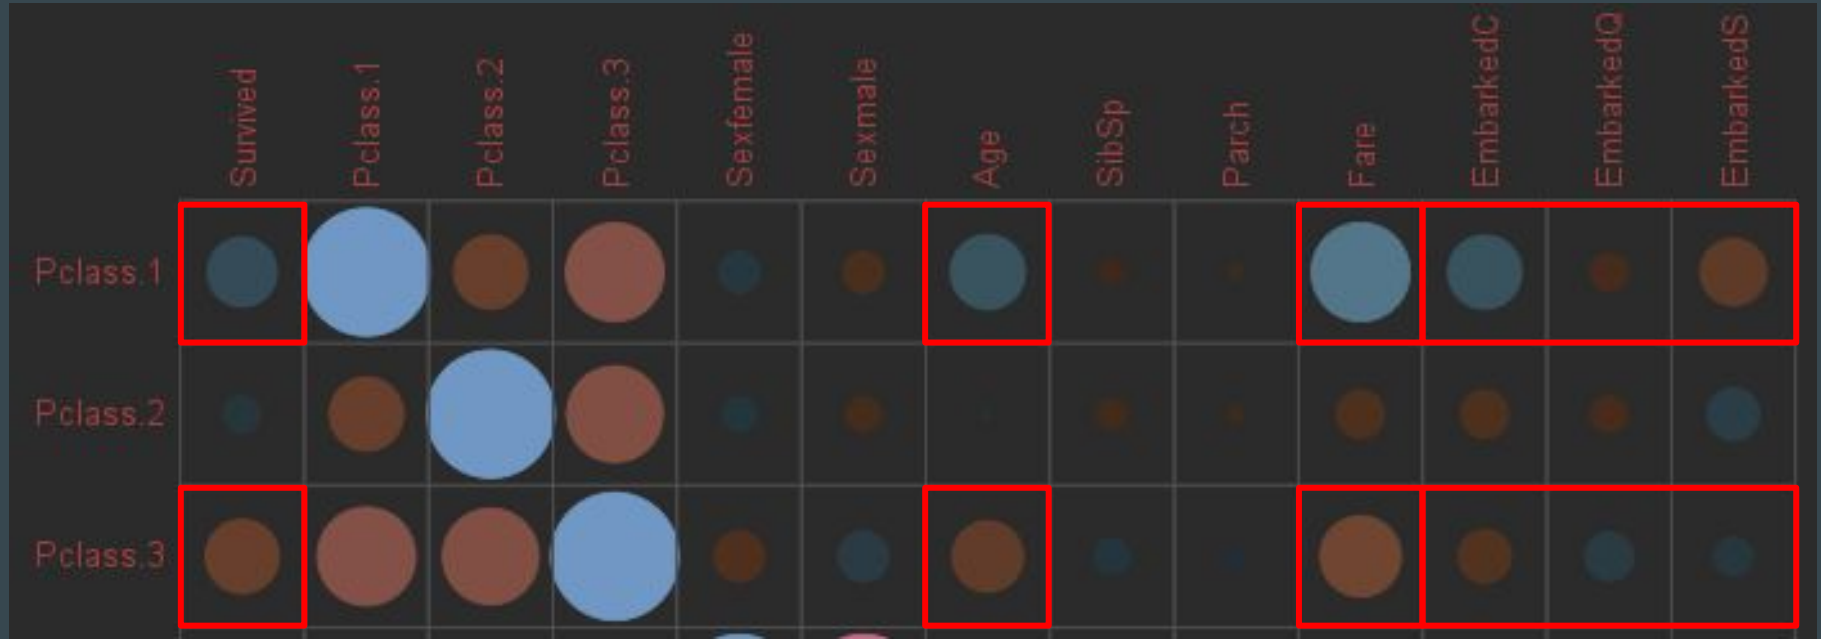 Survived
Pclass.1
Pclass.2
Pclass.3
Sexfemale
Sexmale
Age
SibSp
Parch
Fare
EmbarkedC
EmbarkedQ
EmbarkedS
Pclass.1
Pclass.2
Pclass.3